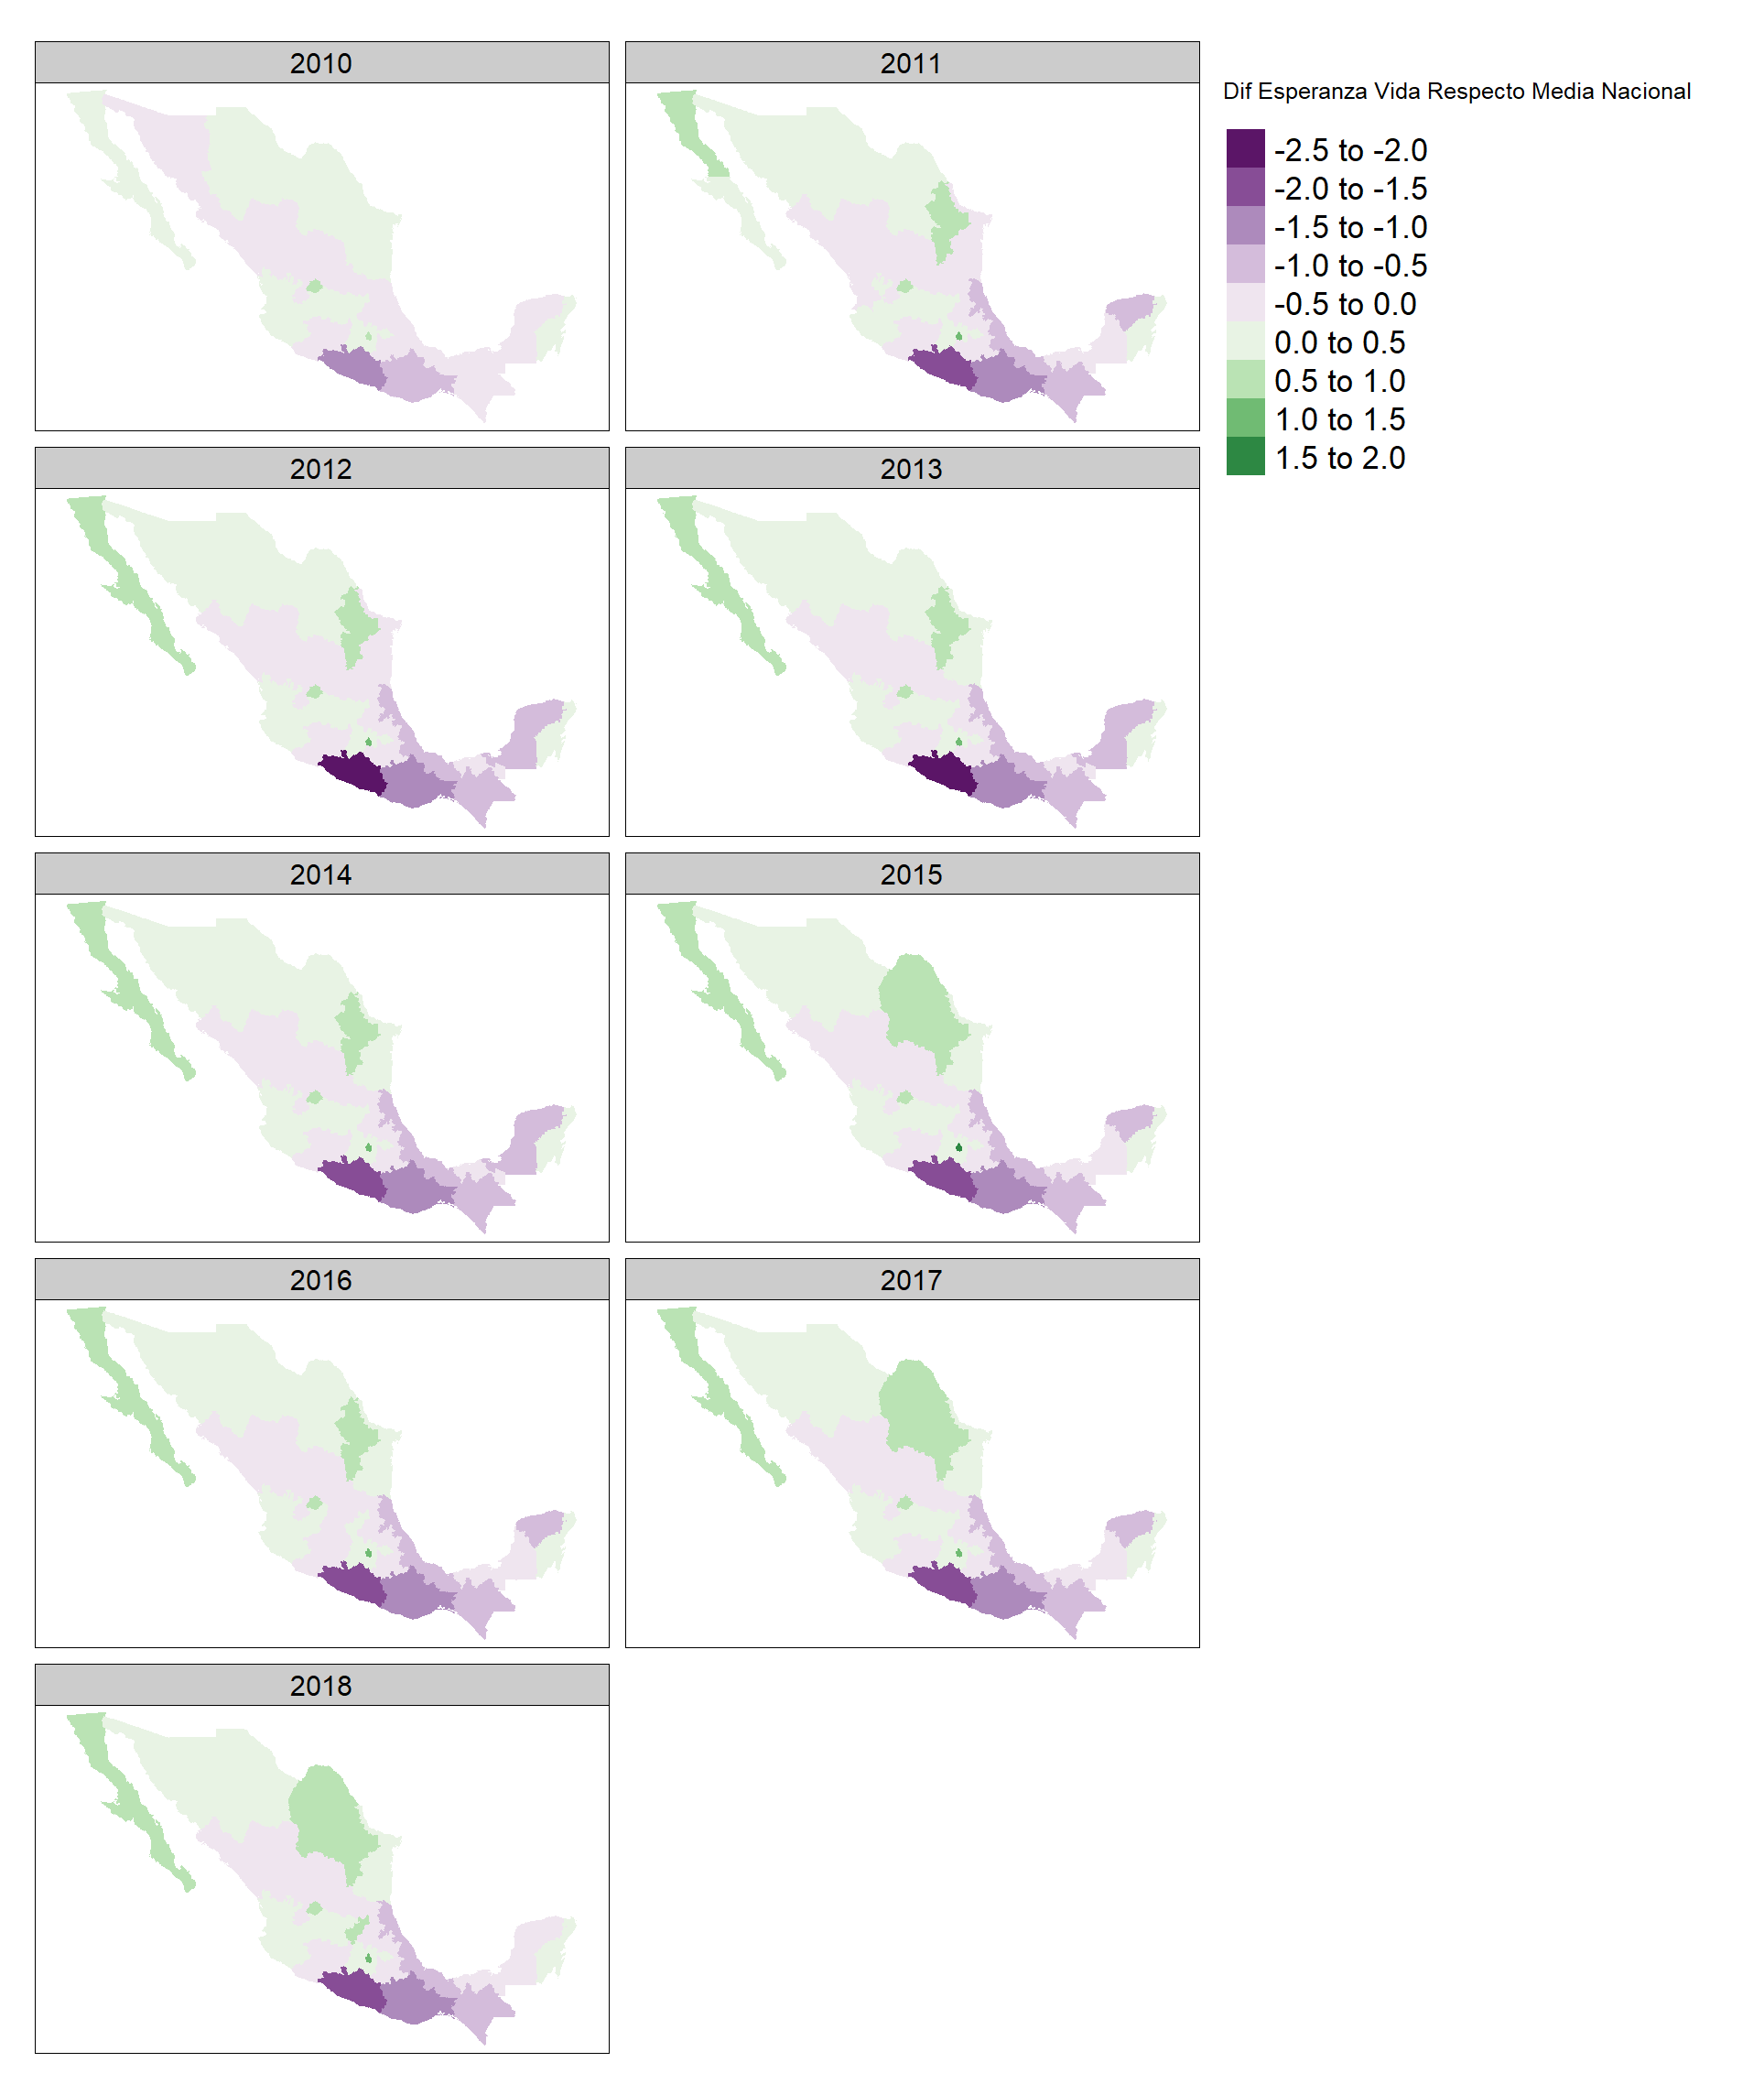 2010
2011
Dif Esperanza Vida Respecto Media Nacional
-2.5 to -2.0
-2.0 to -1.5
-1.5 to -1.0
-1.0 to -0.5
-0.5 to 0.0
0.0 to 0.5
0.5 to 1.0
1.0 to 1.5
1.5 to 2.0
2012
2013
2014
2015
2016
2017
2018